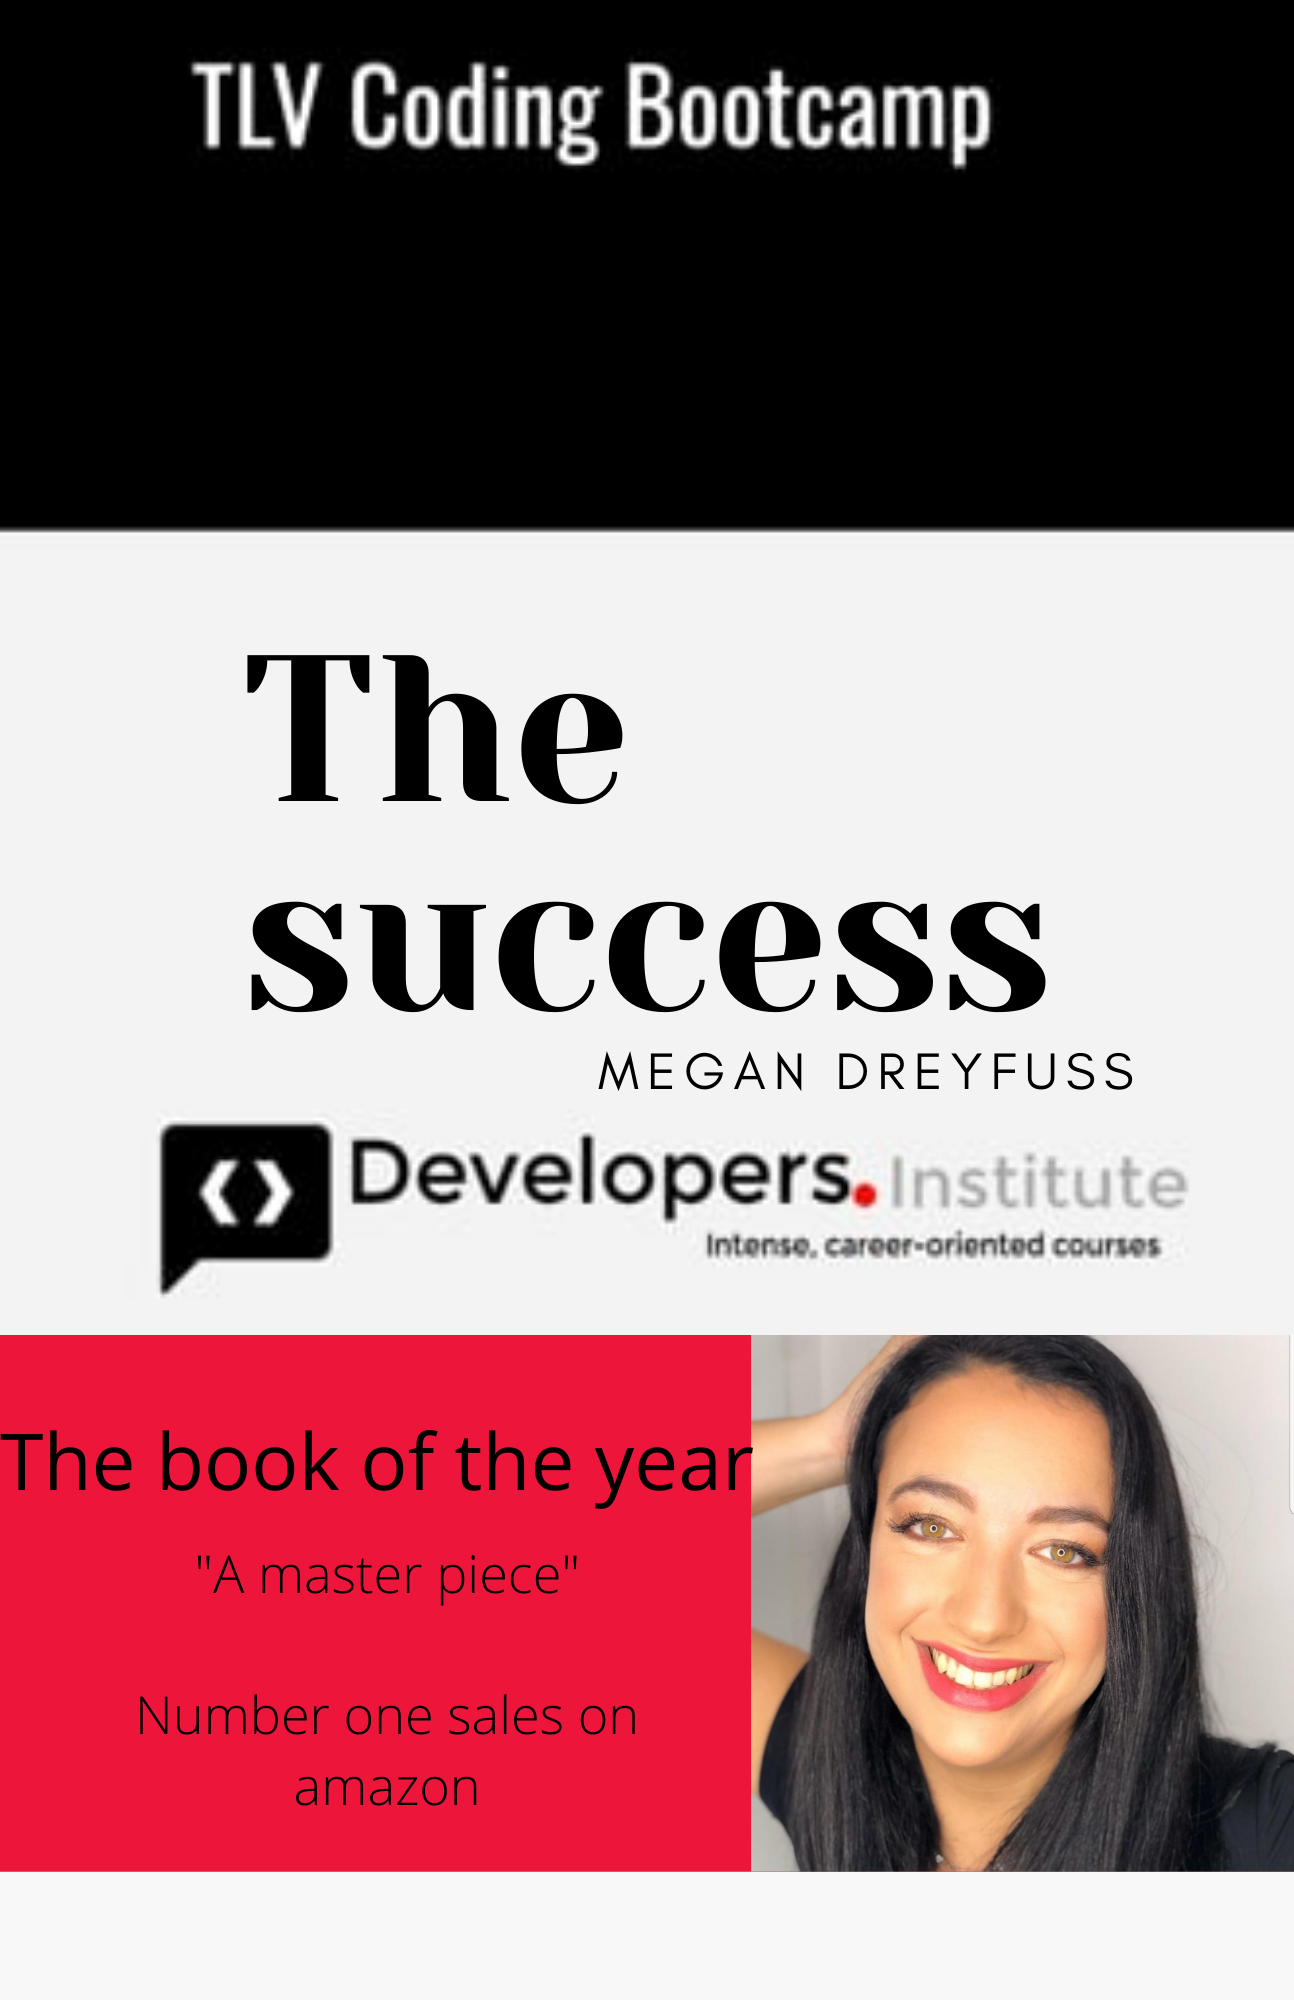 TLV Coding Bootcamp
The
success
MEGAN DREYFUSS
Developers.Institute
Intense, career-oriented courses
The book of the year
"A master piece"
Number one sales on
amazon